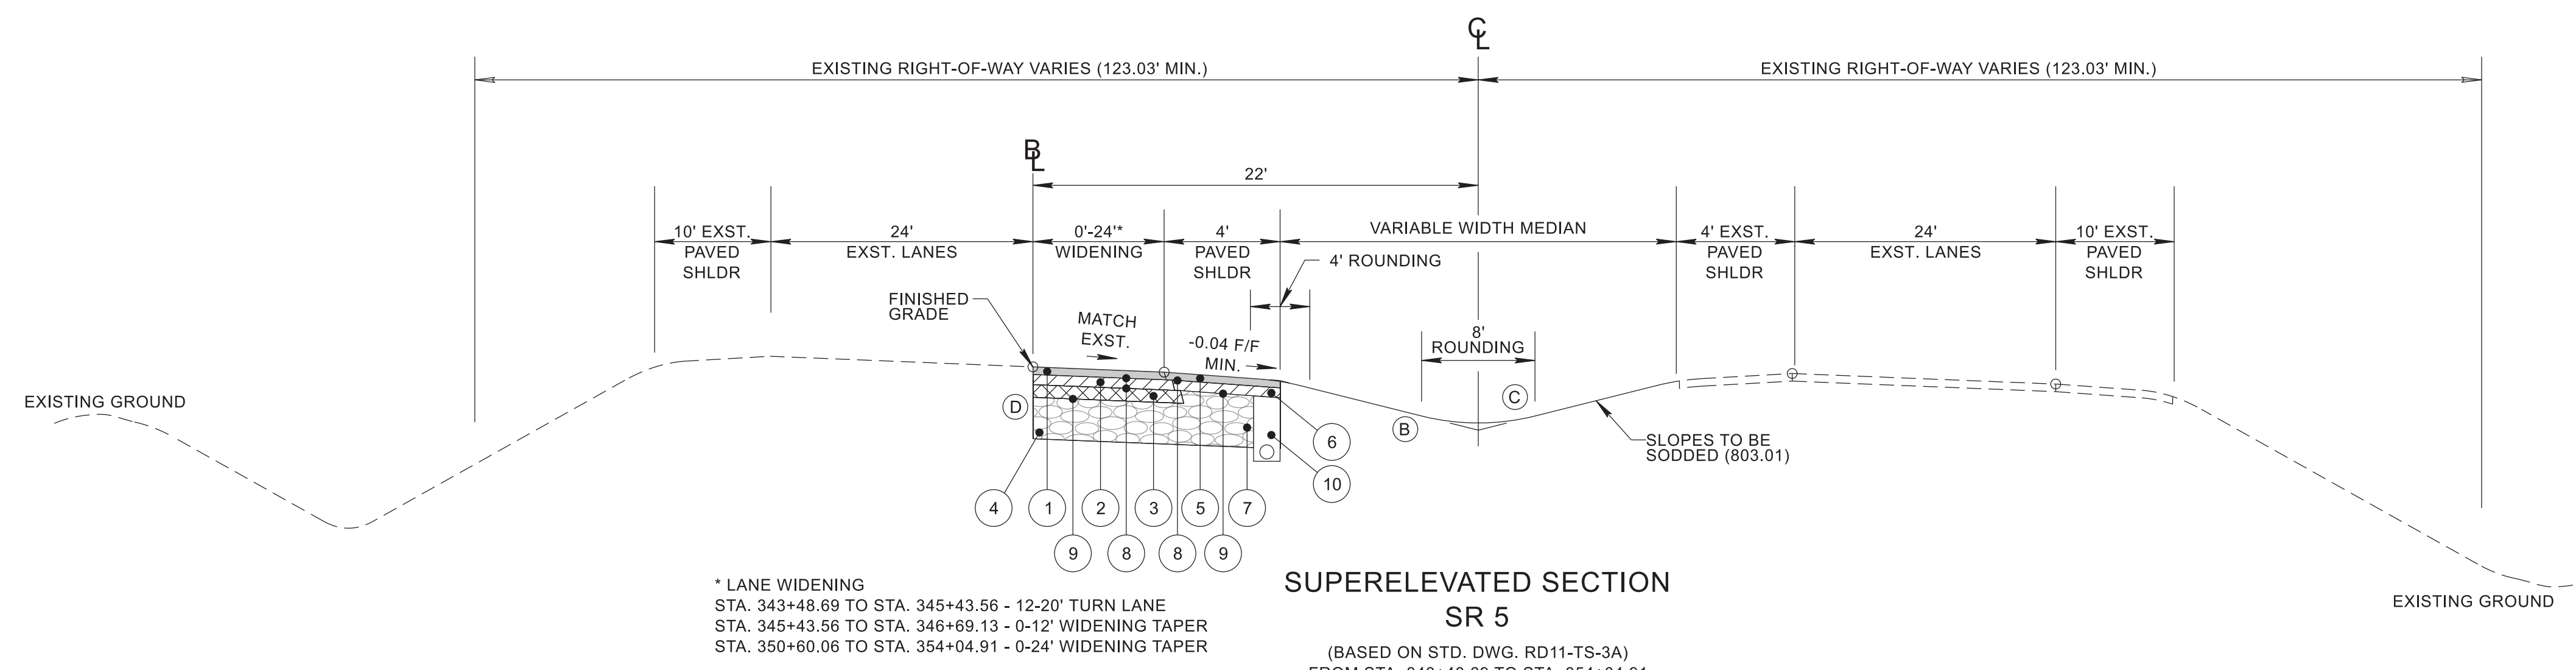 CL
EXISTING RIGHT-OF-WAY VARIES (123.03' MIN.)
EXISTING RIGHT-OF-WAY VARIES (123.03' MIN.)
BL
22'
10' EXST.
PAVED
SHLDR
24'
EXST. LANES
0'-24'*
WIDENING
4'
PAVED
SHLDR
VARIABLE WIDTH MEDIAN
4' EXST.
PAVED
SHLDR
24'
EXST. LANES
10' EXST.
PAVED
SHLDR
4' ROUNDING
FINISHED
GRADE
MATCH
EXST.
-0.04 F/F
MIN.
8'
ROUNDING
EXISTING GROUND
D
B
C
SLOPES TO BE
SODDED (803.01)
6
10
4
1
2
3
5
7
9
8
8
9
* LANE WIDENING
STA. 343+48.69 TO STA. 345+43.56 - 12-20' TURN LANE
STA. 345+43.56 TO STA. 346+69.13 - 0-12' WIDENING TAPER
STA. 350+60.06 TO STA. 354+04.91 - 0-24' WIDENING TAPER
SUPERELEVATED SECTION
SR 5
(BASED ON STD. DWG. RD11-TS-3A)
EXISTING GROUND